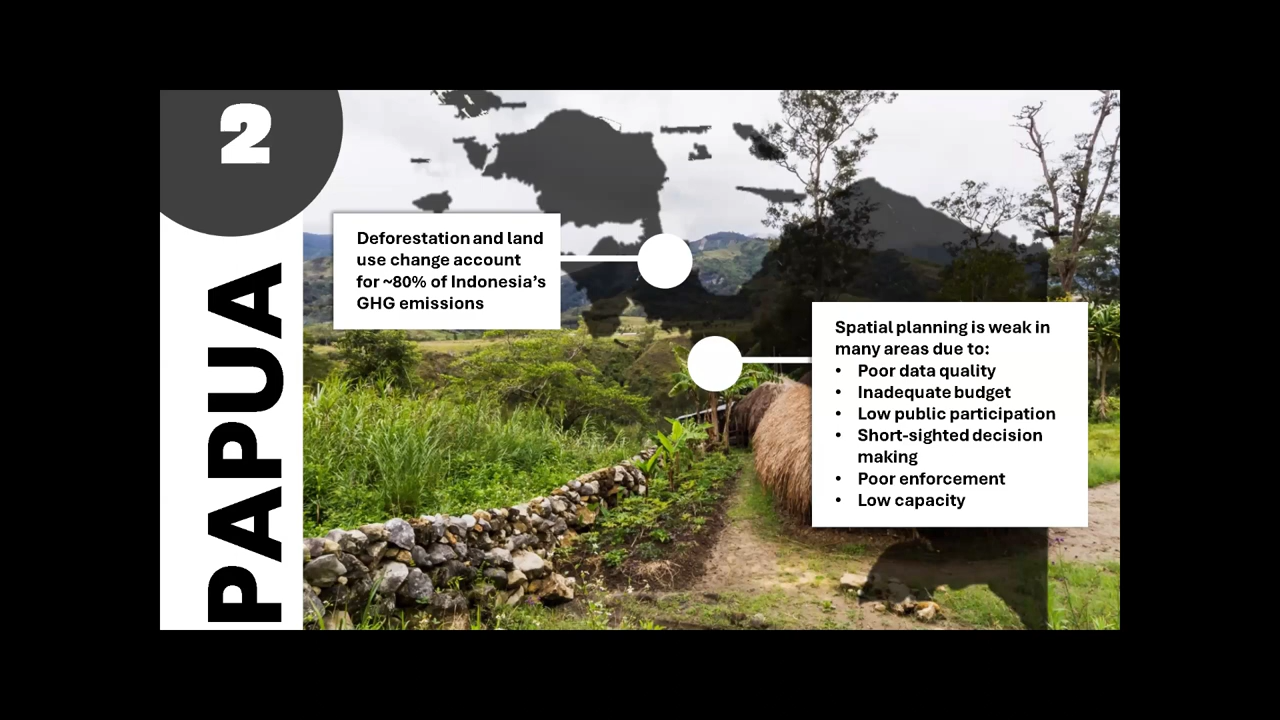 2
PAPUA
Deforestation and land
use change account
for ~80% of Indonesia’s
GHG emissions
Spatial planning is weak in
many areas due to:
• Poor data quality
• Inadequate budget
• Low public participation
• Short-sighted decision
making
• Poor enforcement
• Low capacity